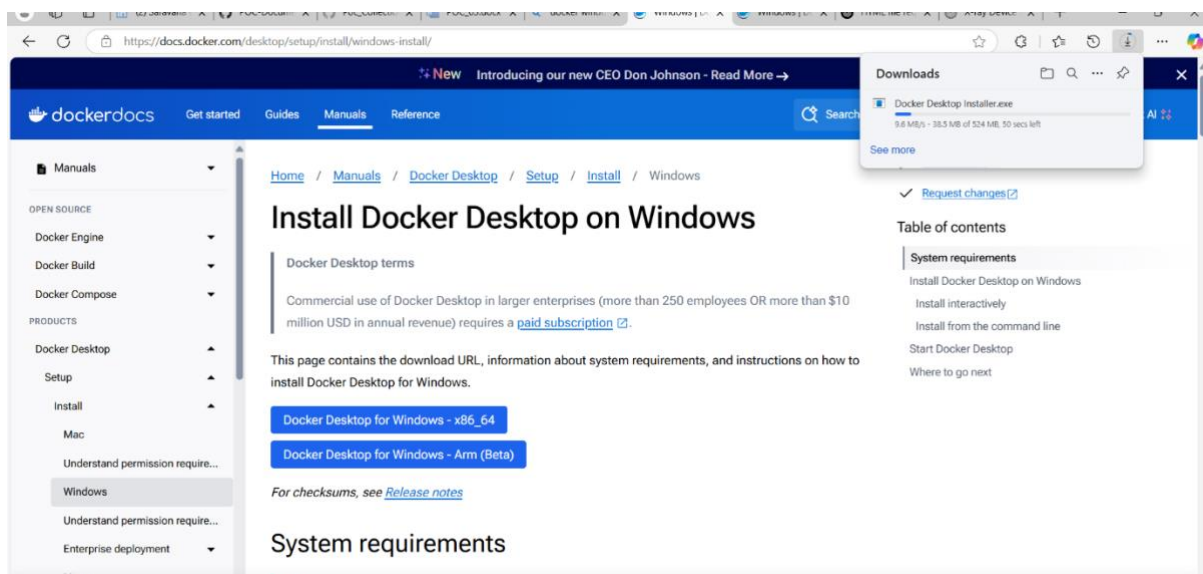 https://docs.docker.com/desktop/setup/install/windows-install/
New Introducing our new CEO Don Johnson - Read More →
dockerdocs
Get started
Guides
Manuals
Reference
Search
AI
Downloads
Docker Desktop Installer.exe
9.6 MB/s - 38.5 MB of 524 MB, 50 secs left
See more
Manuals
OPEN SOURCE
Docker Engine
Docker Build
Docker Compose
PRODUCTS
Docker Desktop
Setup
Install
Mac
Understand permission require...
Windows
Understand permission require...
Enterprise deployment
Home / Manuals / Docker Desktop / Setup / Install / Windows
Install Docker Desktop on Windows
Docker Desktop terms
Commercial use of Docker Desktop in larger enterprises (more than 250 employees OR more than $10
million USD in annual revenue) requires a paid subscription.
This page contains the download URL, information about system requirements, and instructions on how to
install Docker Desktop for Windows.
Docker Desktop for Windows - x86_64
Docker Desktop for Windows - Arm (Beta)
For checksums, see Release notes
System requirements
Request changes
Table of contents
System requirements
Install Docker Desktop on Windows
Install interactively
Install from the command line
Start Docker Desktop
Where to go next